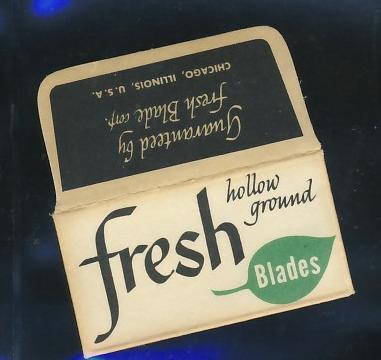 Guaranteed by
Fresh Blade Corp.
CHICAGO, ILLINOIS, U.S.A.
hollow
ground
fresh
Blades